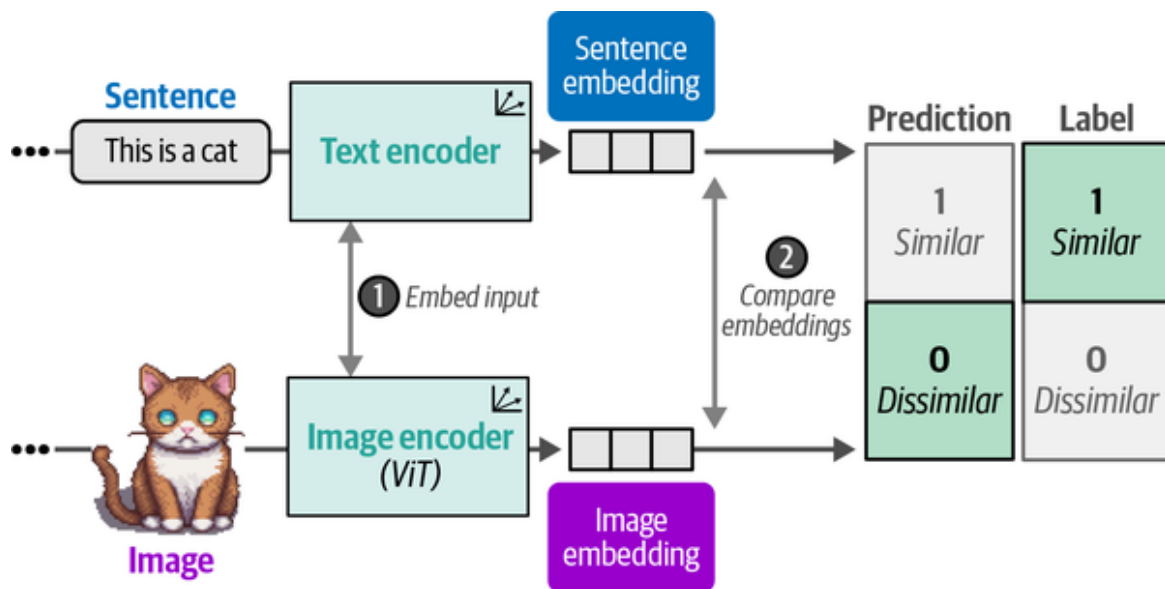 Sentence
embedding
Sentence
This is a cat
Text encoder
Prediction
Label
1
Similar
1
Similar
1 Embed input
2
Compare
embeddings
0
Dissimilar
0
Dissimilar
Image encoder
(ViT)
Image
Image
embedding